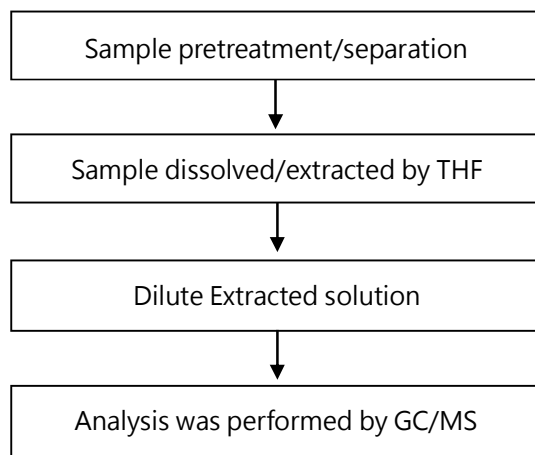 Sample pretreatment/separation
Sample dissolved/extracted by THF
Dilute Extracted solution
Analysis was performed by GC/MS